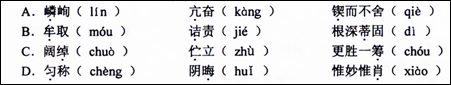 A．嶙峋（lín） 亢奋（kàng） 锲而不舍（qiè）
B．牟取（móu） 诘责（jié） 根深蒂固（dì）
C．阔绰（chuò） 伫立（zhù） 更胜一筹（chóu）
D．匀称（chèng） 阴晦（huǐ） 惟妙惟肖（xiào）